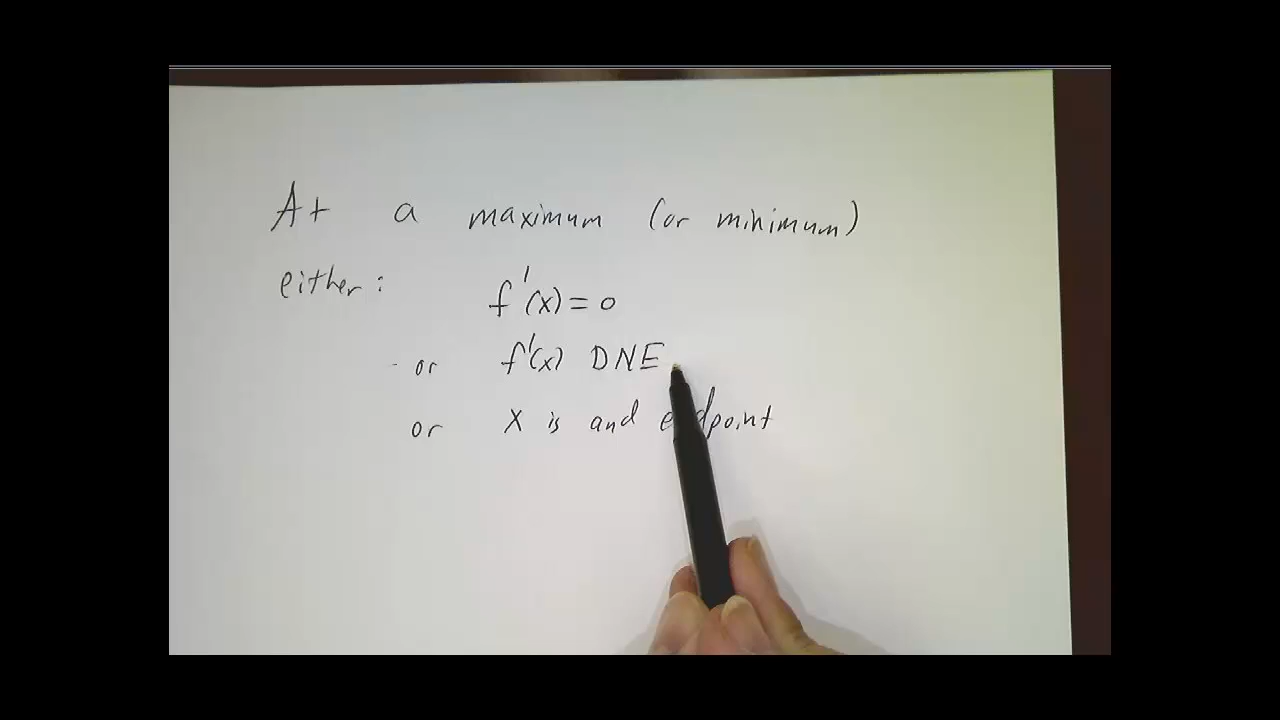 At a maximum (or minimum)
either: f'(x) = 0
or f'(x) DNE
or x is and endpoint